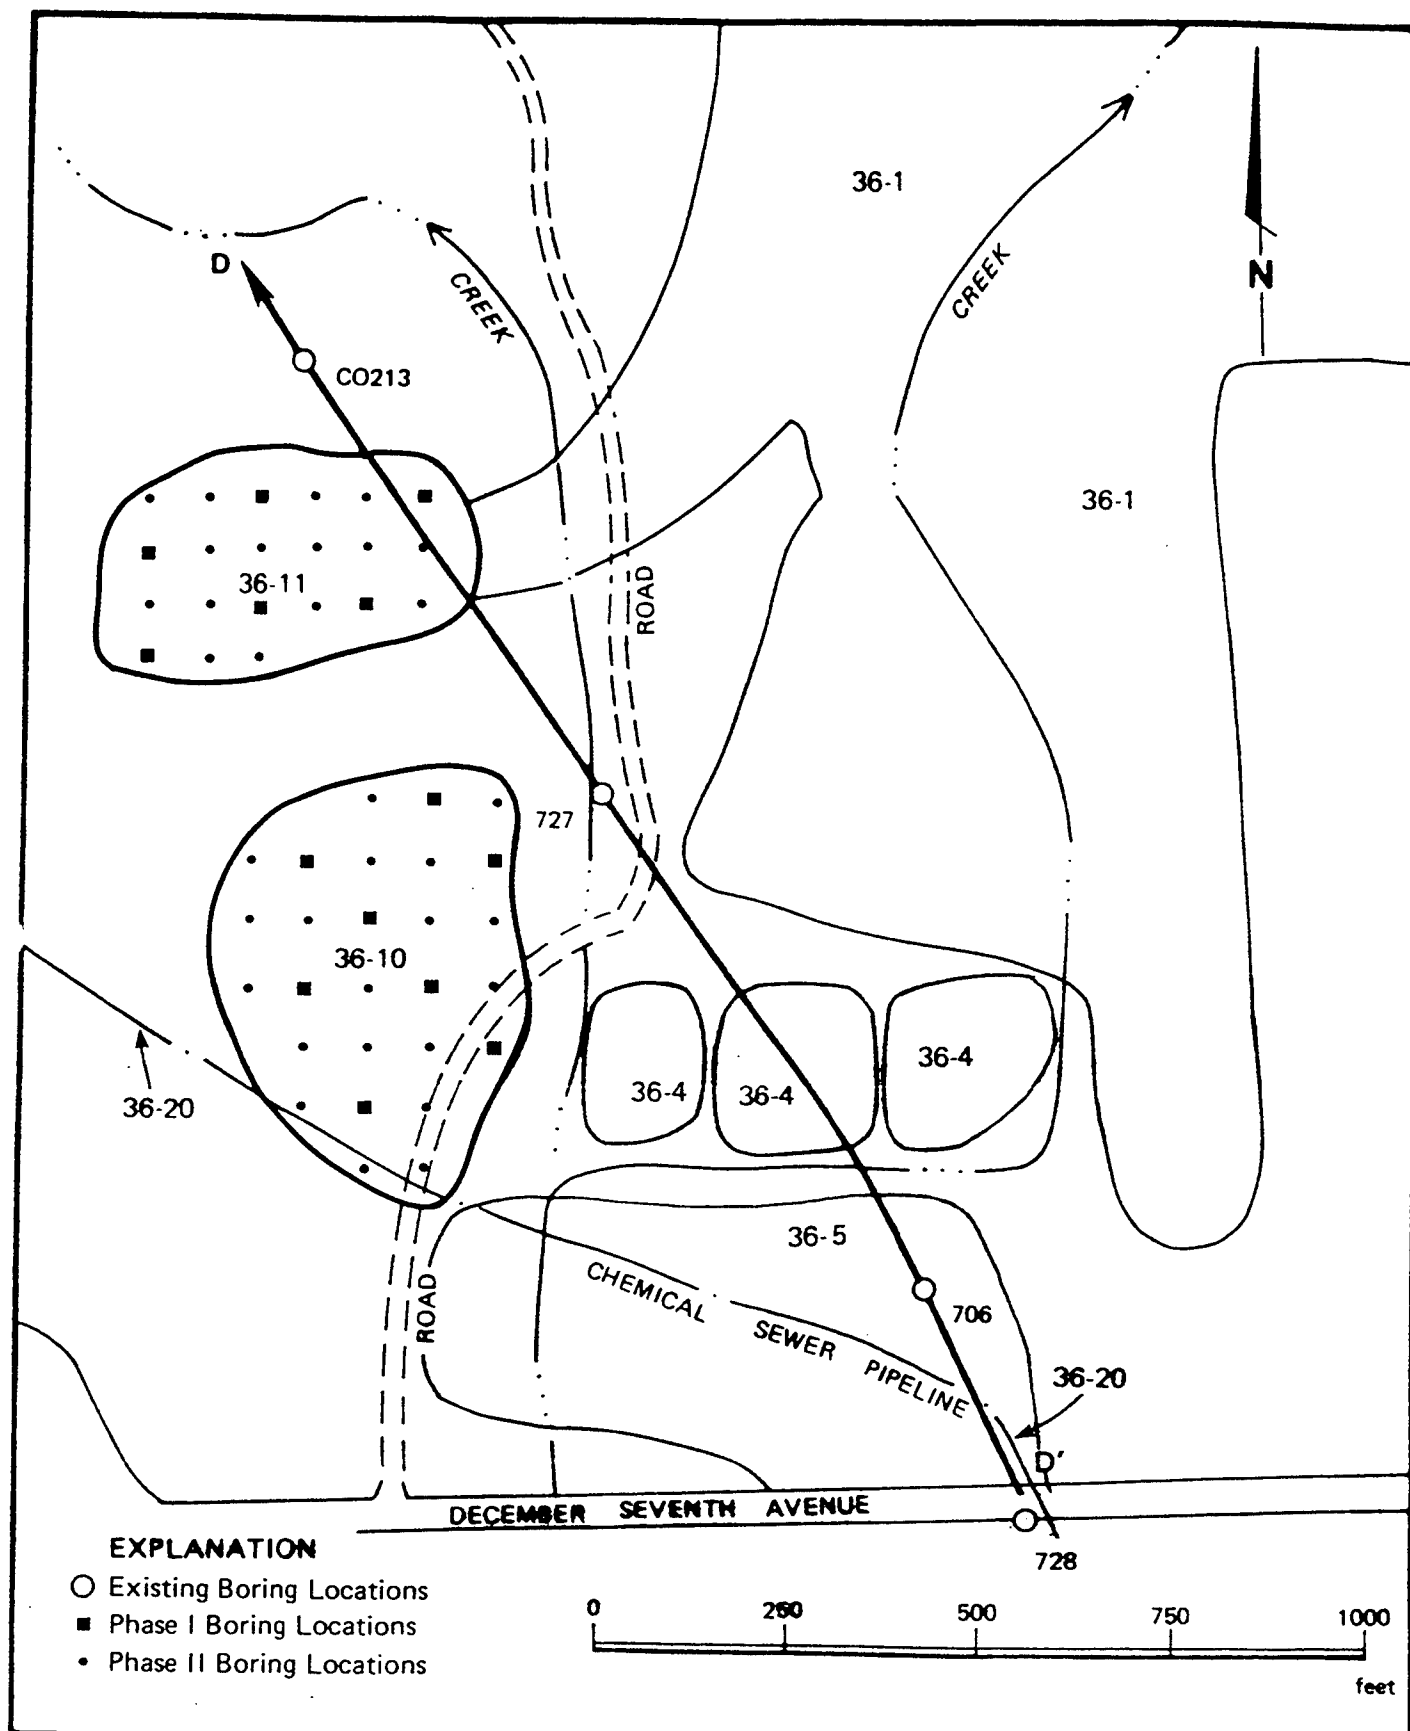 36-1
N
D
CREEK
CREEK
CO213
36-1
36-11
ROAD
727
36-10
36-20
36-4
36-4
36-4
36-5
CHEMICAL SEWER PIPELINE
ROAD
706
36-20
D'
DECEMBER SEVENTH AVENUE
728
EXPLANATION
Existing Boring Locations
Phase I Boring Locations
Phase II Boring Locations
0 250 500 750 1000
feet